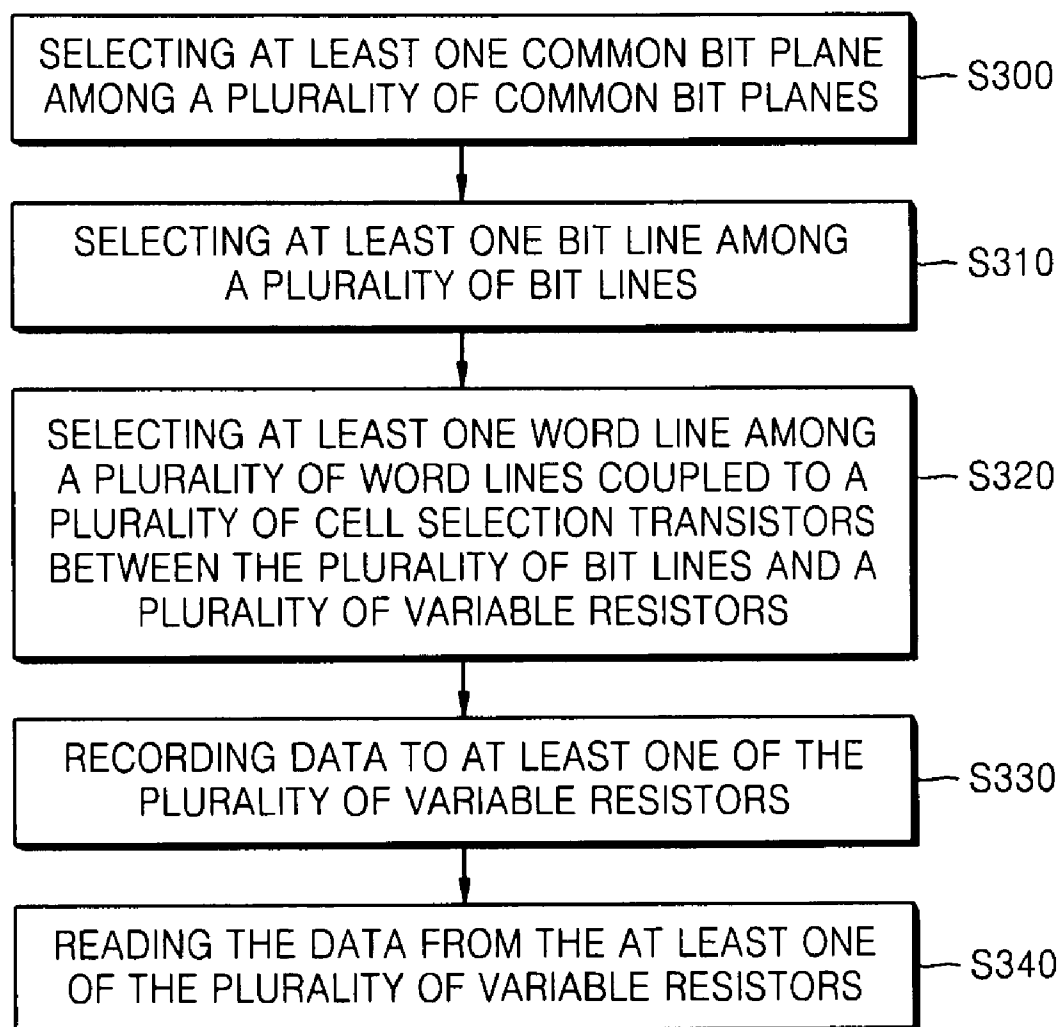 SELECTING AT LEAST ONE COMMON BIT PLANE
AMONG A PLURALITY OF COMMON BIT PLANES
S300
SELECTING AT LEAST ONE BIT LINE AMONG
A PLURALITY OF BIT LINES
S310
SELECTING AT LEAST ONE WORD LINE AMONG
A PLURALITY OF WORD LINES COUPLED TO A
PLURALITY OF CELL SELECTION TRANSISTORS
BETWEEN THE PLURALITY OF BIT LINES AND A
PLURALITY OF VARIABLE RESISTORS
S320
RECORDING DATA TO AT LEAST ONE OF THE
PLURALITY OF VARIABLE RESISTORS
S330
READING THE DATA FROM THE AT LEAST ONE
OF THE PLURALITY OF VARIABLE RESISTORS
S340